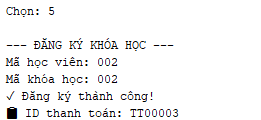 Chọn: 5
--- ĐĂNG KÝ KHÓA HỌC ---
Mã học viên: 002
Mã khóa học: 002
✓ Đăng ký thành công!
📋 ID thanh toán: TT00003